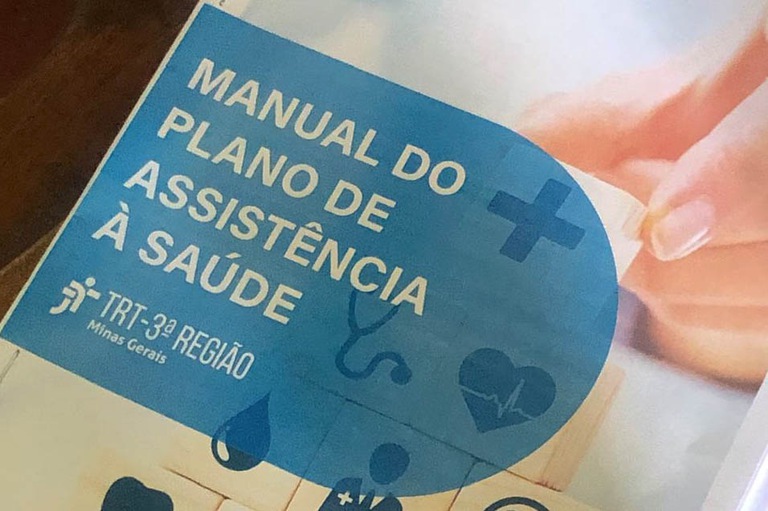 MANUAL DO
PLANO DE
ASSISTÊNCIA
À SAÚDE
TRT-3ª REGIÃO
Minas Gerais